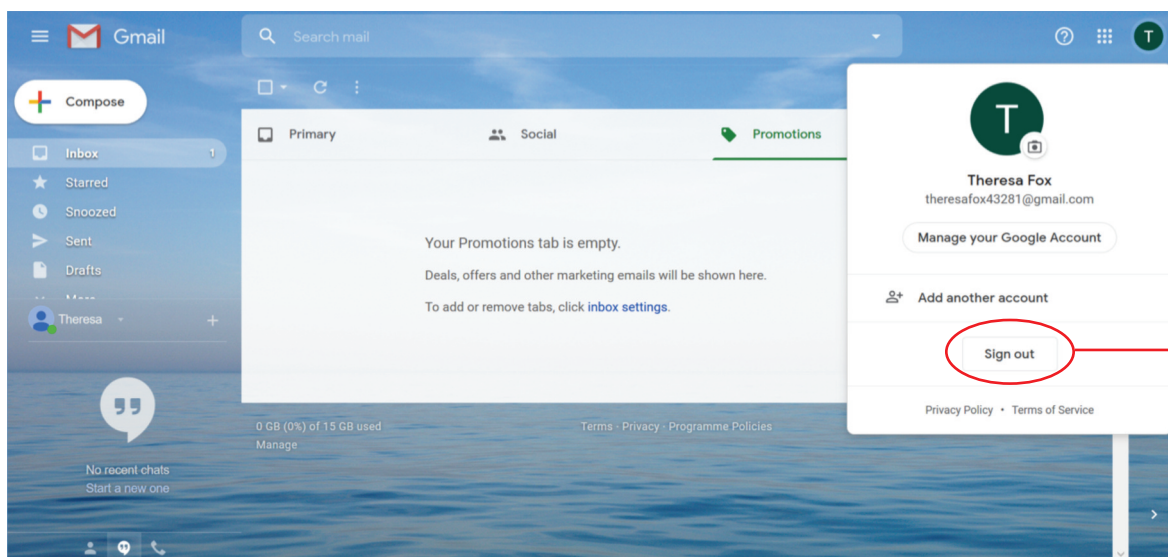 Gmail
Search mail
T
Compose
Inbox 1
Starred
Snoozed
Sent
Drafts
Theresa
No recent chats
Start a new one
Primary Social Promotions
Your Promotions tab is empty.
Deals, offers and other marketing emails will be shown here.
To add or remove tabs, click inbox settings.
0 GB (0%) of 15 GB used
Manage
Terms - Privacy - Programme Policies
T
Theresa Fox
theresafox43281@gmail.com
Manage your Google Account
Add another account
Sign out
Privacy Policy • Terms of Service